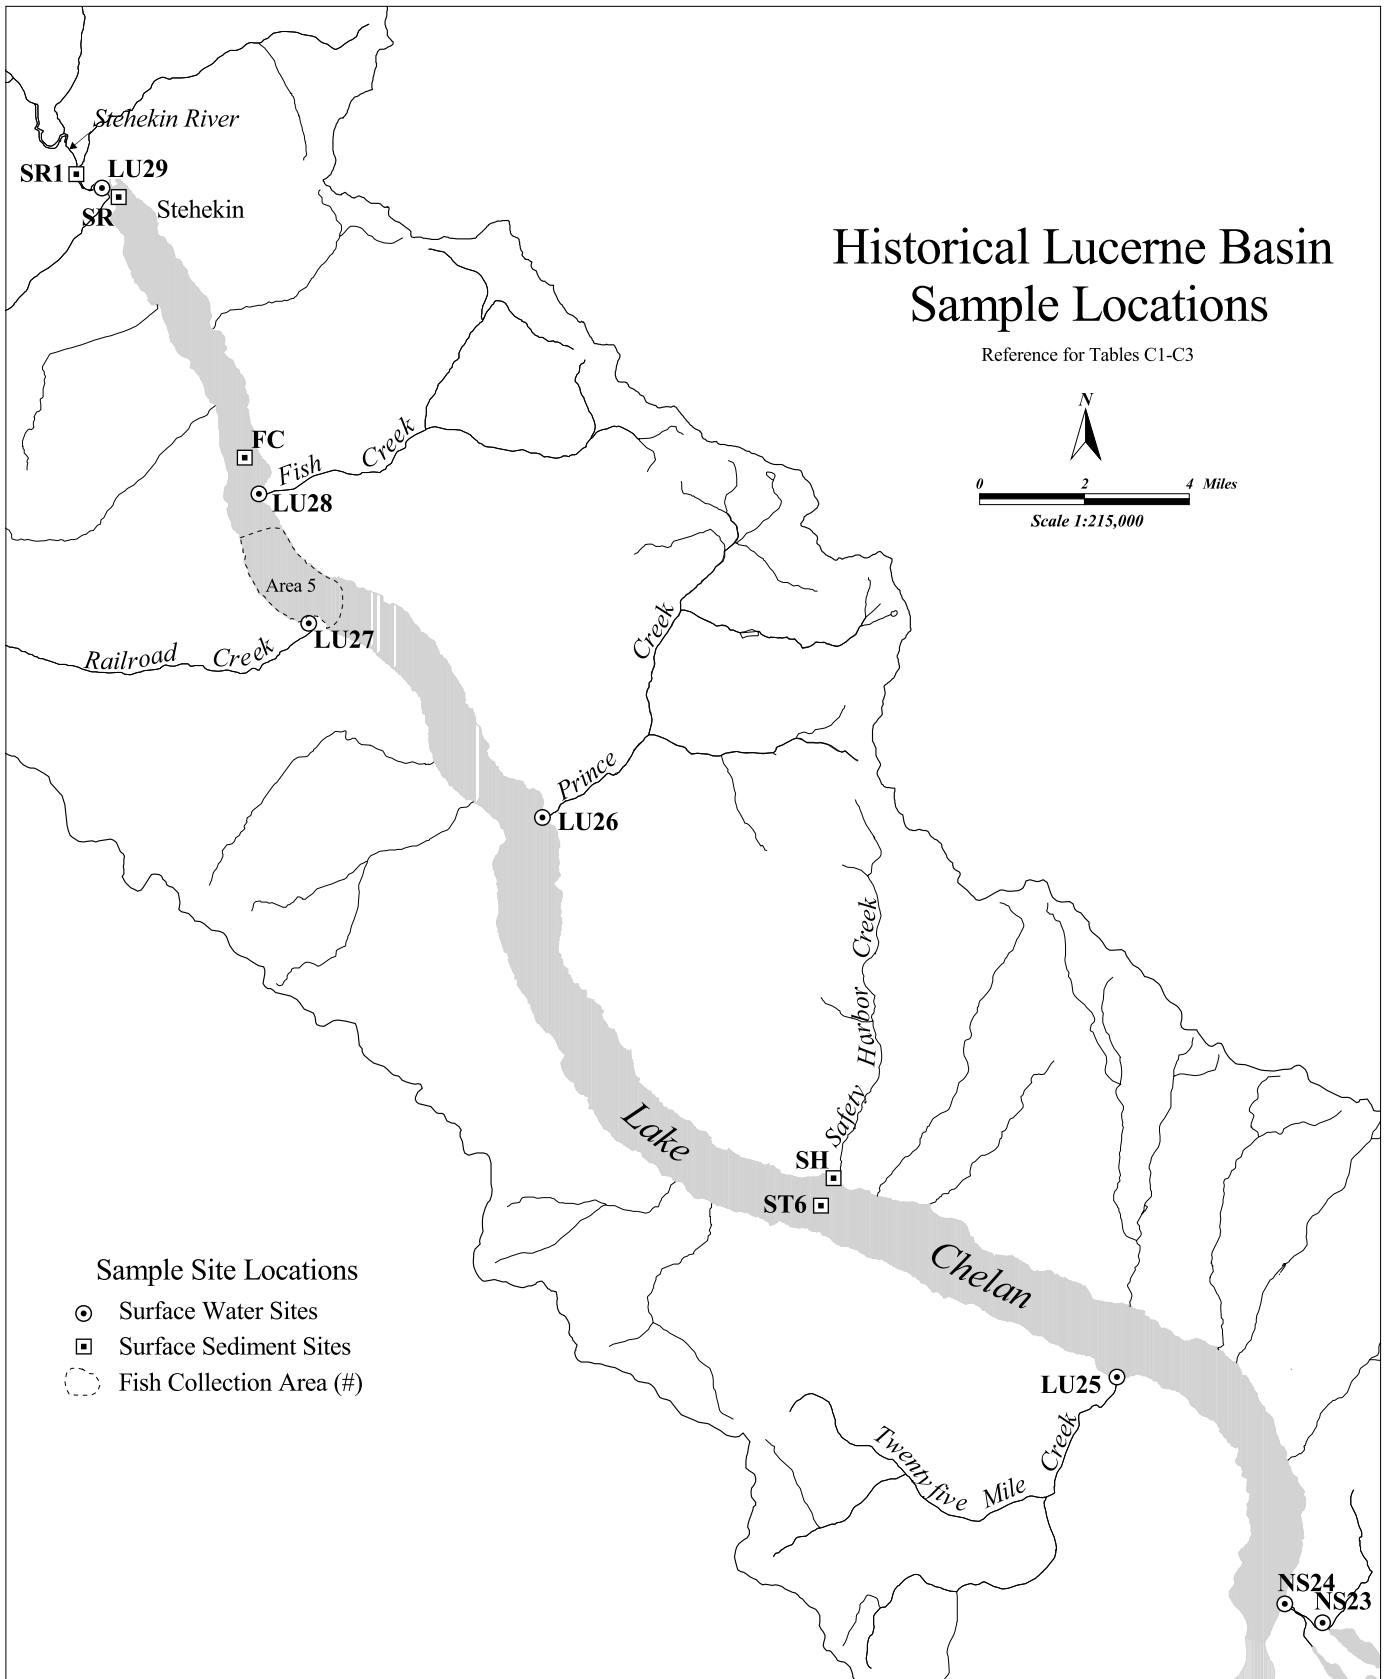 Stehekin River
SR1
LU29
SR
Stehekin
Historical Lucerne Basin
Sample Locations
Reference for Tables C1-C3
N
0 2 4 Miles
Scale 1:215,000
FC
Fish Creek
LU28
Area 5
LU27
Railroad Creek
Prince Creek
LU26
Safety Harbor Creek
Lake Chelan
SH
ST6
Sample Site Locations
Surface Water Sites
Surface Sediment Sites
Fish Collection Area (#)
LU25
Twentyfive Mile Creek
NS24
NS23